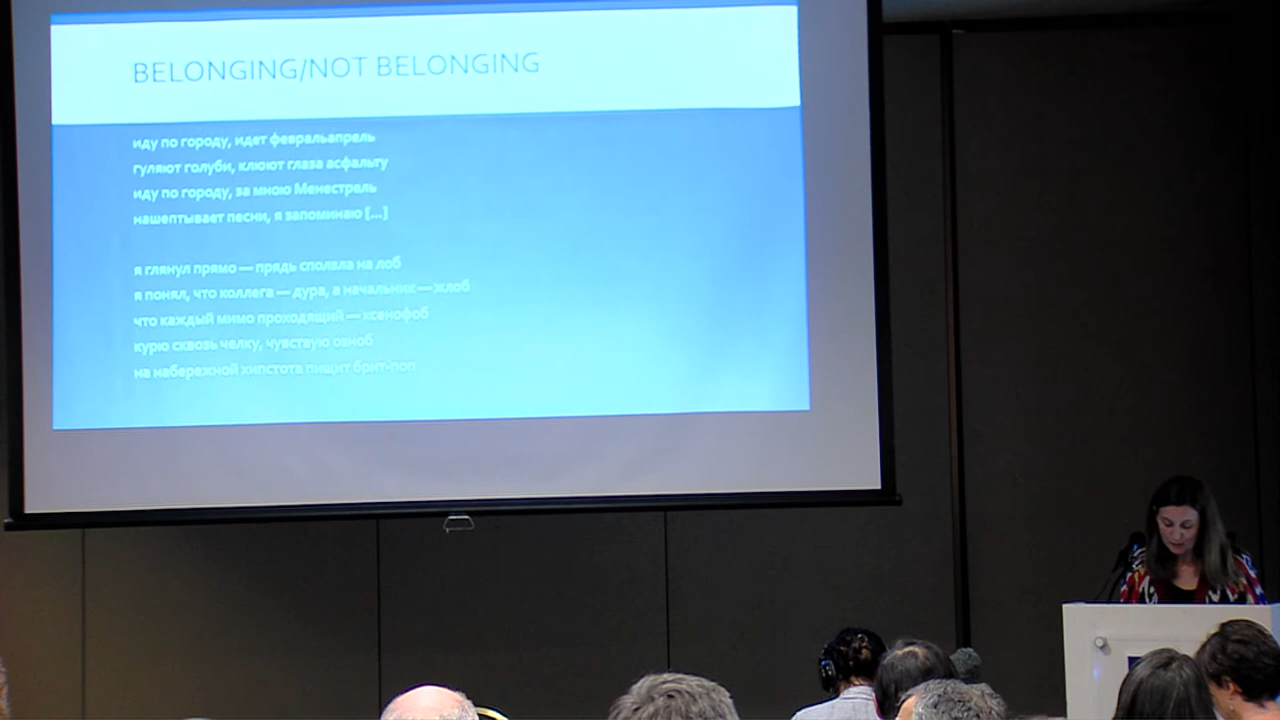 BELONGING/NOT BELONGING
иду по городу, идет февральапрель
гуляют голуби, клюют глаза асфальту
иду по городу, за мною Менестрель
нашептывает песни, я запоминаю [...]
я глянул прямо — прядь сползла на лоб
я понял, что коллега — дура, а начальник — жлоб
что каждый мимо проходящий — ксенофоб
курю сквозь челку, чувствую озноб
на набережной хипстота пищит брит-поп